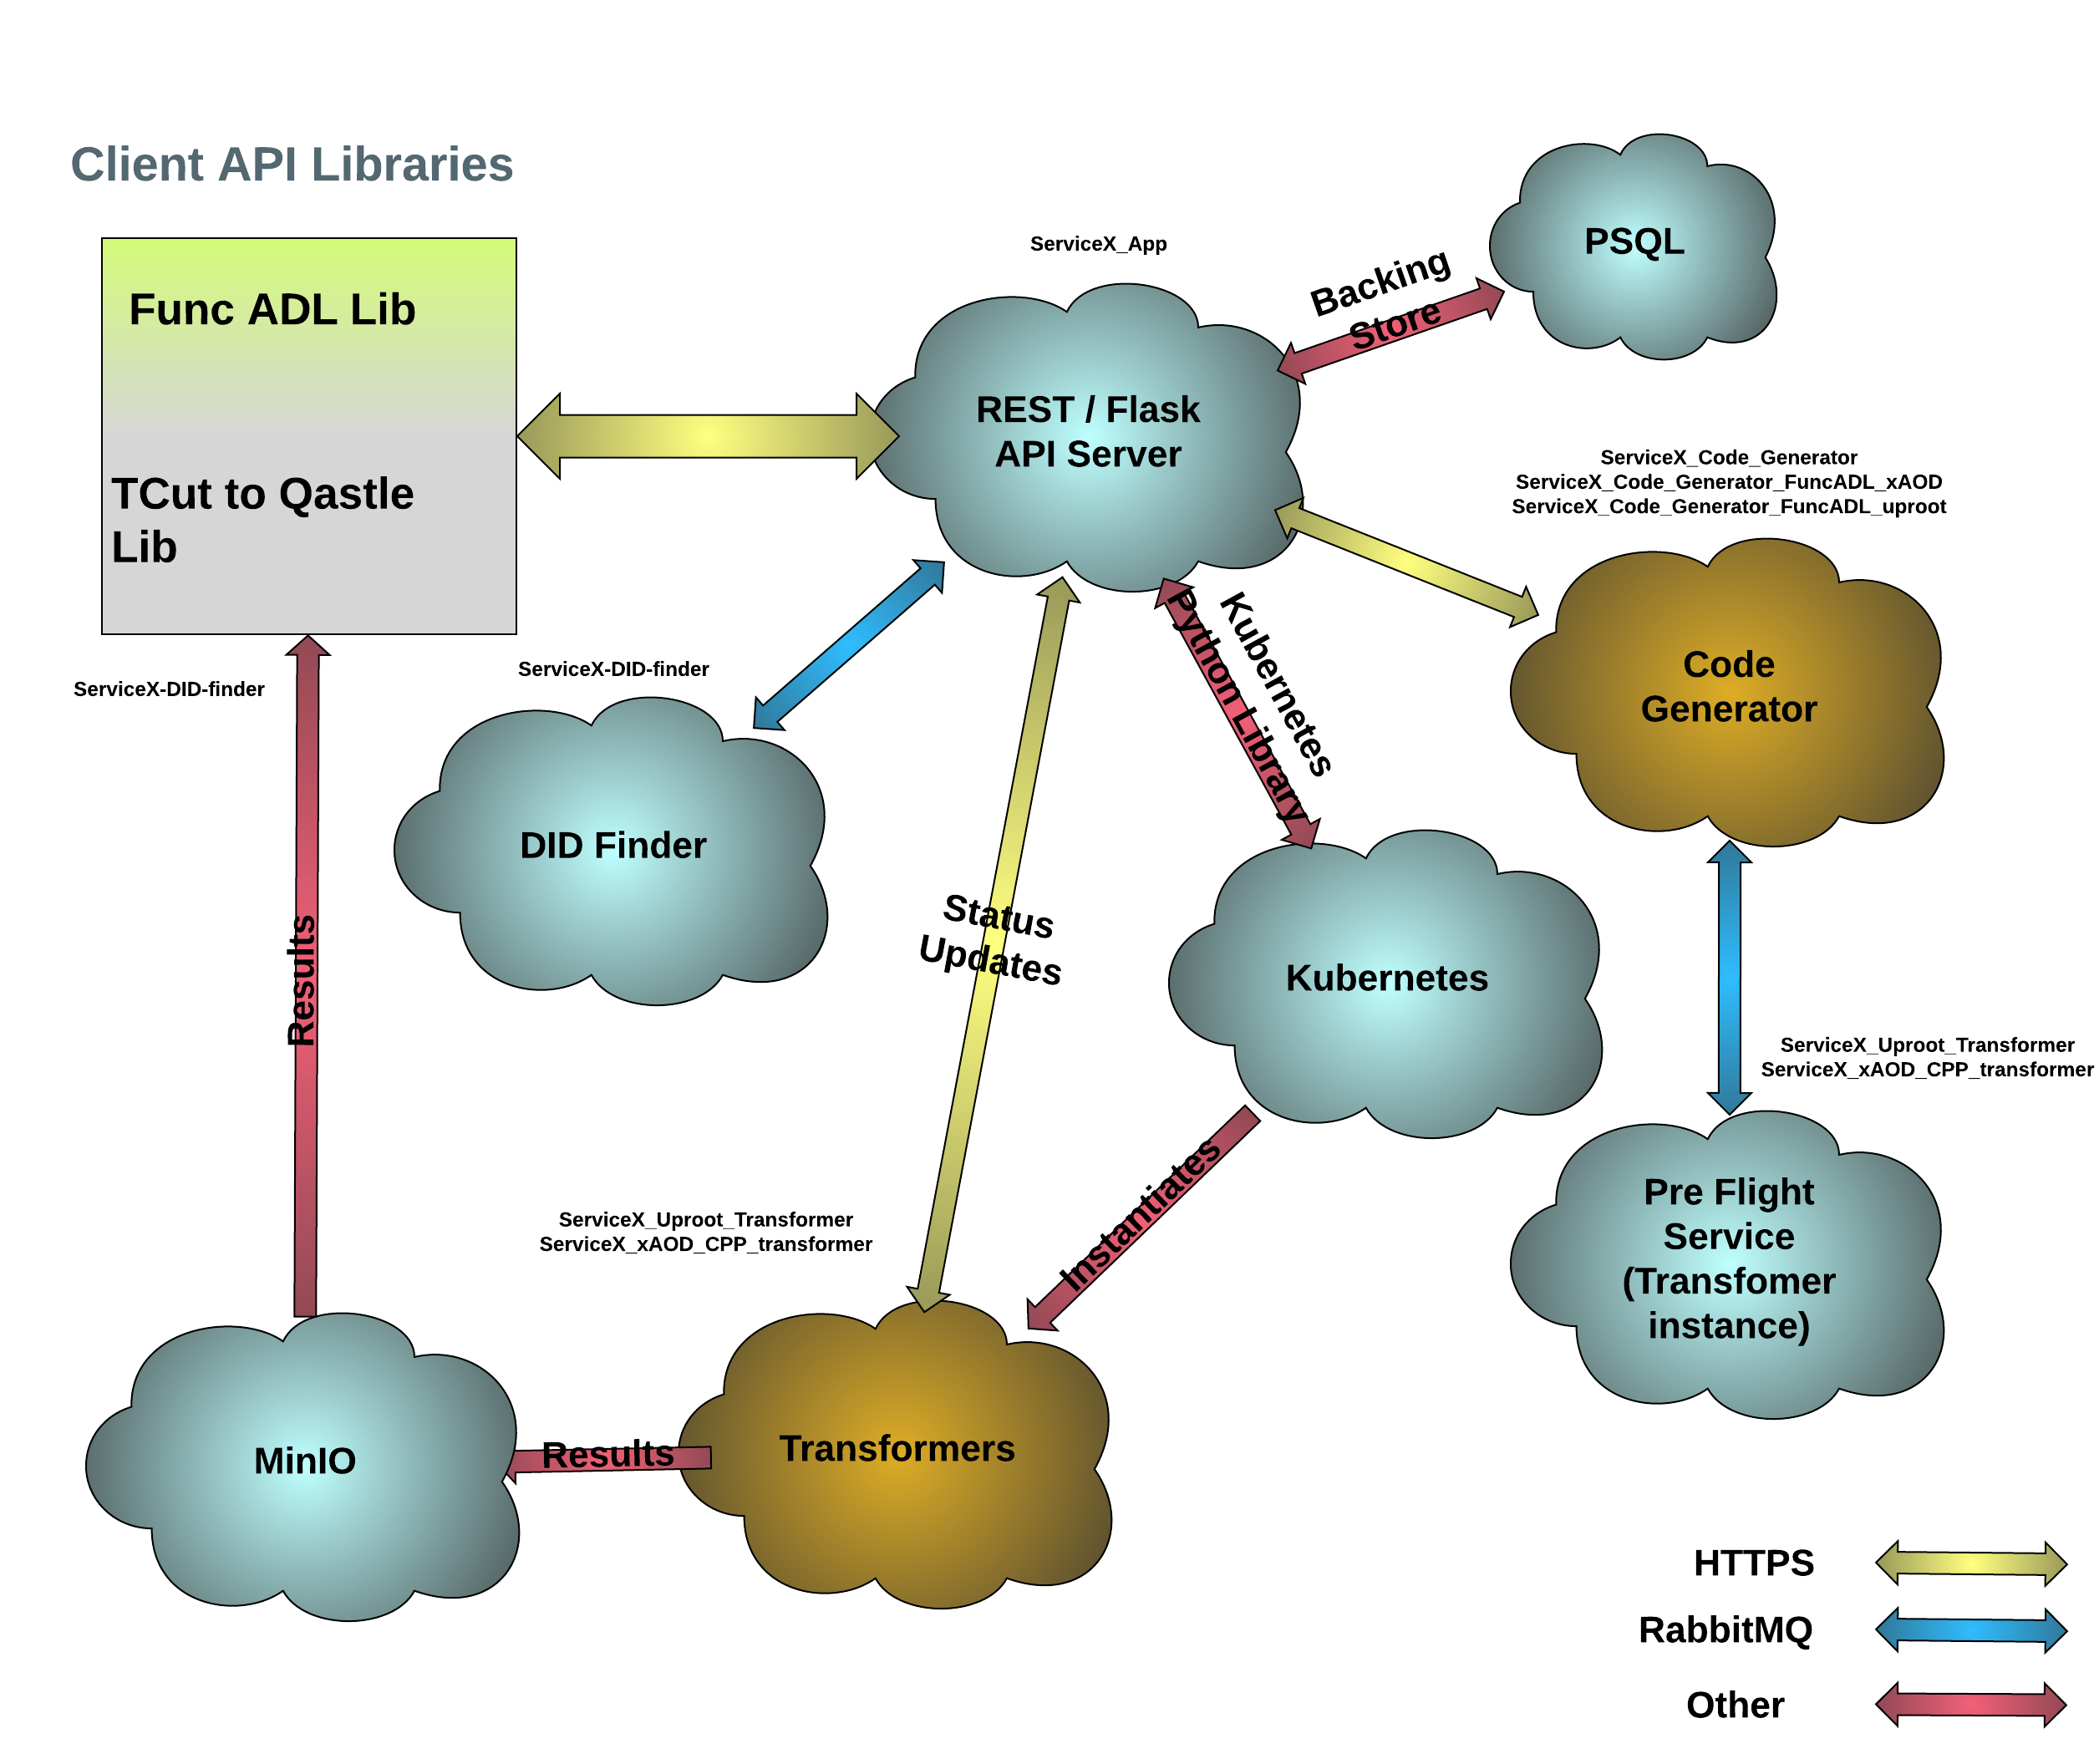 Client API Libraries
Func ADL Lib
TCut to Qastle
Lib
ServiceX_App
REST / Flask
API Server
Backing
Store
PSQL
ServiceX_Code_Generator
ServiceX_Code_Generator_FuncADL_xAOD
ServiceX_Code_Generator_FuncADL_uproot
Code
Generator
ServiceX-DID-finder
ServiceX-DID-finder
DID Finder
Kubernetes
Python Library
Status
Updates
Kubernetes
Results
ServiceX_Uproot_Transformer
ServiceX_xAOD_CPP_transformer
Pre Flight
Service
(Transfomer
instance)
Instantiates
ServiceX_Uproot_Transformer
ServiceX_xAOD_CPP_transformer
MinIO
Results
Transformers
HTTPS
RabbitMQ
Other